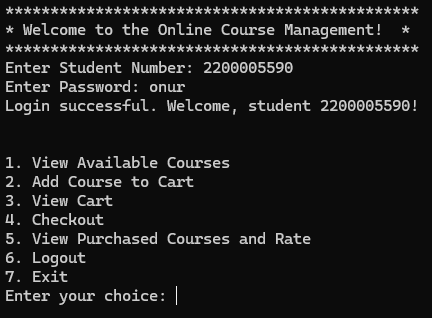 **********************************************
* Welcome to the Online Course Management!  *
**********************************************
Enter Student Number: 2200005590
Enter Password: onur
Login successful. Welcome, student 2200005590!
1. View Available Courses
2. Add Course to Cart
3. View Cart
4. Checkout
5. View Purchased Courses and Rate
6. Logout
7. Exit
Enter your choice: